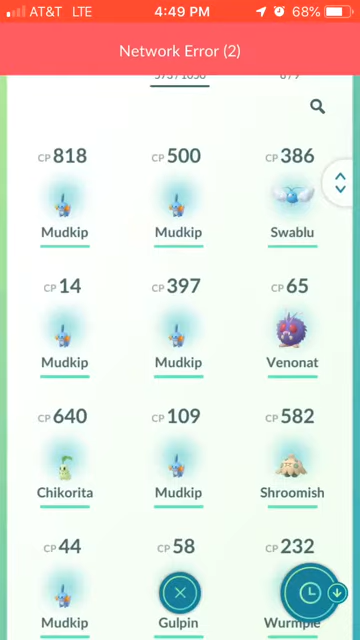 AT&T LTE 4:49 PM 68%
Network Error (2)
573/1050
CP 818 CP 500 CP 386
Mudkip Mudkip Swablu
CP 14 CP 397 CP 65
Mudkip Mudkip Venonat
CP 640 CP 109 CP 582
Chikorita Mudkip Shroomish
CP 44 CP 58 CP 232
Mudkip Gulpin Wurmple